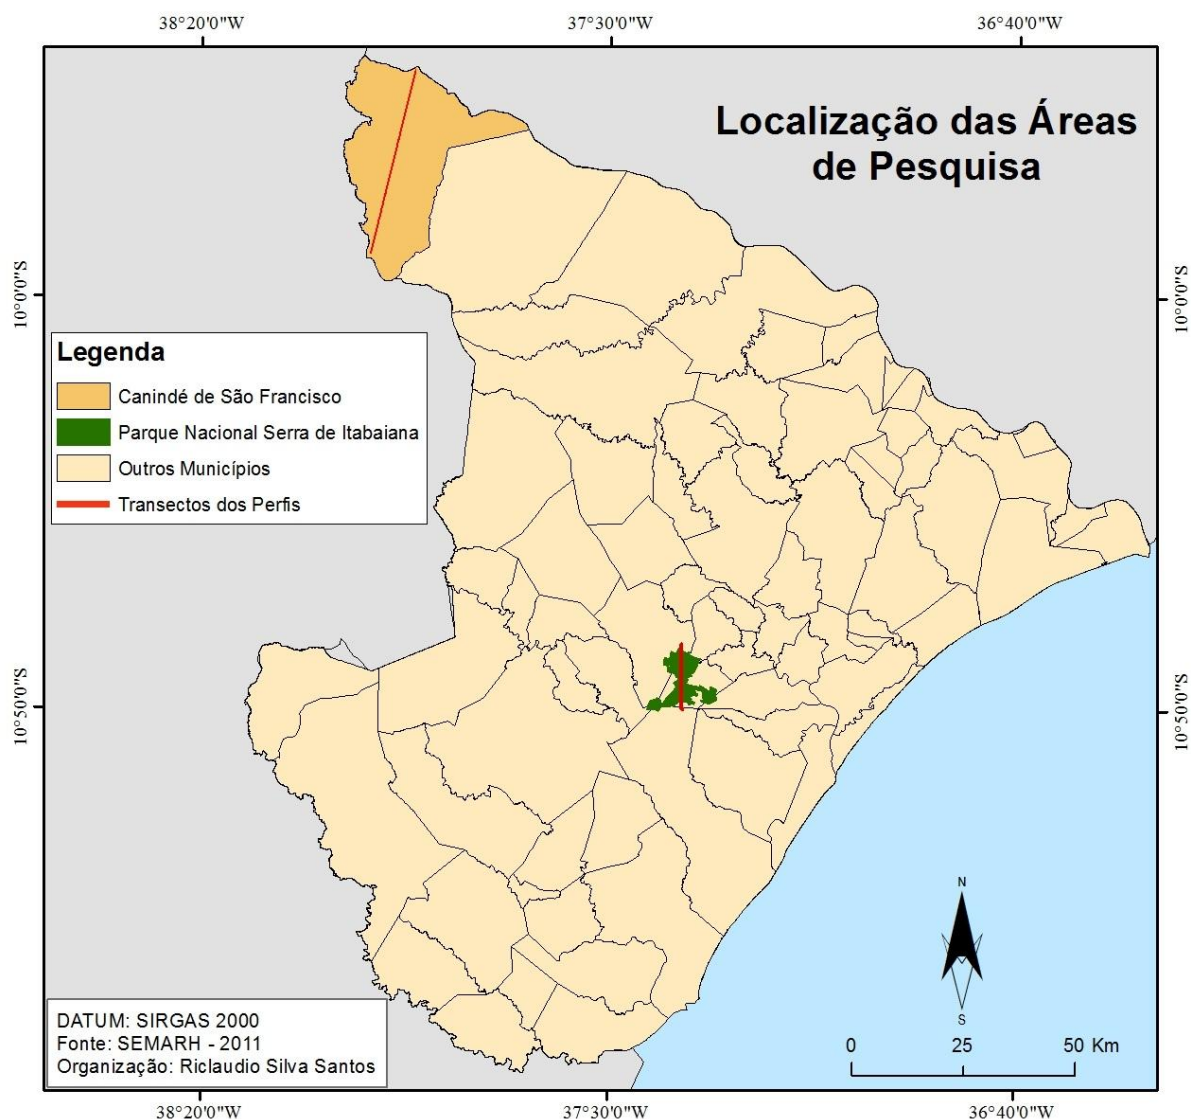 38°20'0"W
37°30'0"W
36°40'0"W
Localização das Áreas
de Pesquisa
10°0'0"S
10°0'0"S
Legenda
Canindé de São Francisco
Parque Nacional Serra de Itabaiana
Outros Municípios
Transectos dos Perfis
10°50'0"S
10°50'0"S
N
S
DATUM: SIRGAS 2000
Fonte: SEMARH - 2011
Organização: Riclaudio Silva Santos
0 25 50 Km
38°20'0"W
37°30'0"W
36°40'0"W